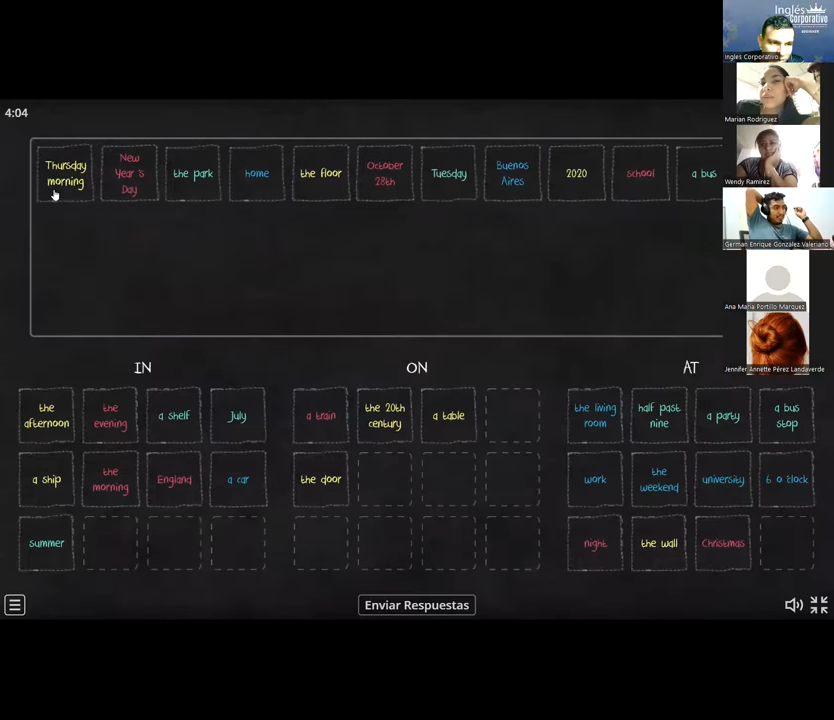 Inglés
Corporativo
BEGINNER
Ingles Corporativo
4:04
Thursday
morning
New
Year's
Day
the park
home
the floor
October
28th
Tuesday
Buenos
Aires
2020
school
a bus
Marian Rodriguez
Wendy Ramirez
German Enrique Gonzalez Valeriano
Ana Maria Portillo Marquez
Jennifer Annette Pérez Landaverde
IN
ON
AT
the
afternoon
the
evening
a shelf
July
a train
the 20th
century
a table
the living
room
half past
nine
a party
a bus
stop
a ship
the
morning
England
a car
the door
work
the
weekend
university
6 o'clock
summer
night
the wall
Christmas
Enviar Respuestas